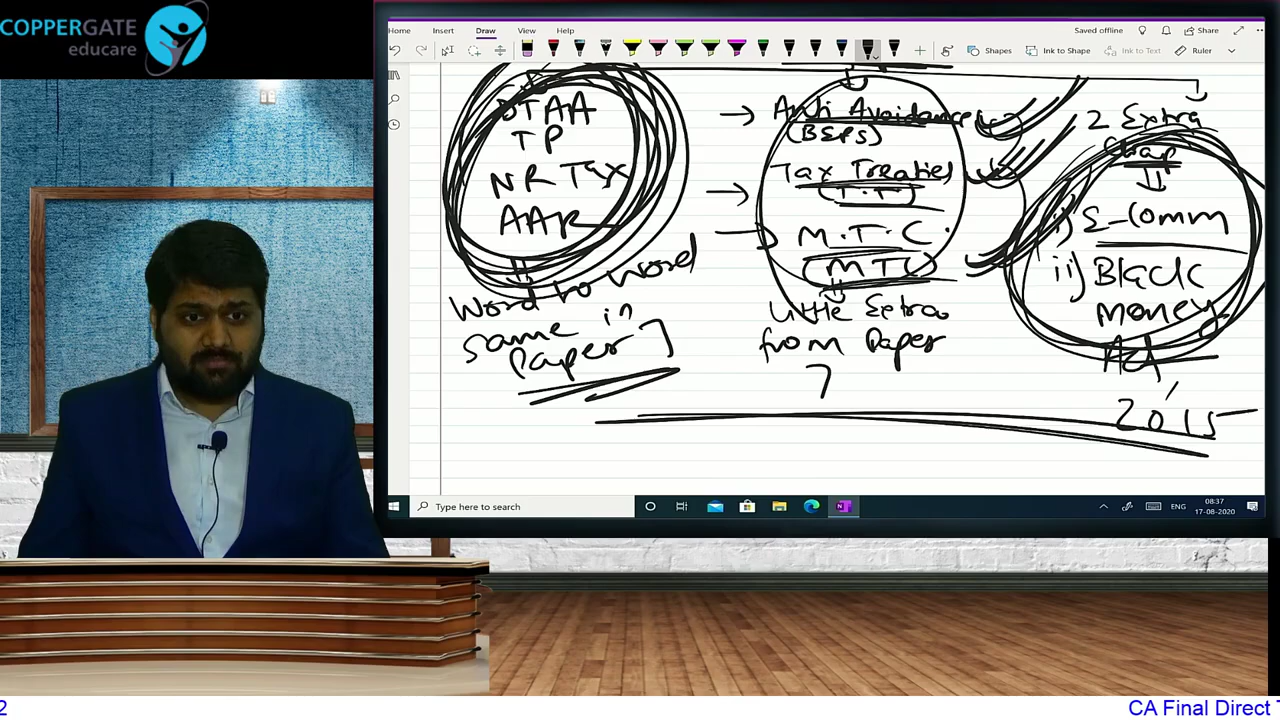 COPPERGATE
educare
Home Insert Draw View Help
Saved offline
Share
Shapes Ink to Shape Ink to Text Ruler
DTAA
TP
NR Tax
AAR
Word to word
same in
Paper
Anti Avoidance
(BEPS)
Tax Treaties
(T.T)
M.T.C.
(MTC)
Little Extra
from Paper
7
2 Extra
Chap
i) E-Comm
ii) Black
money
Act,
2015
Type here to search
ENG
08:37
17-08-2020
2
CA Final Direct T